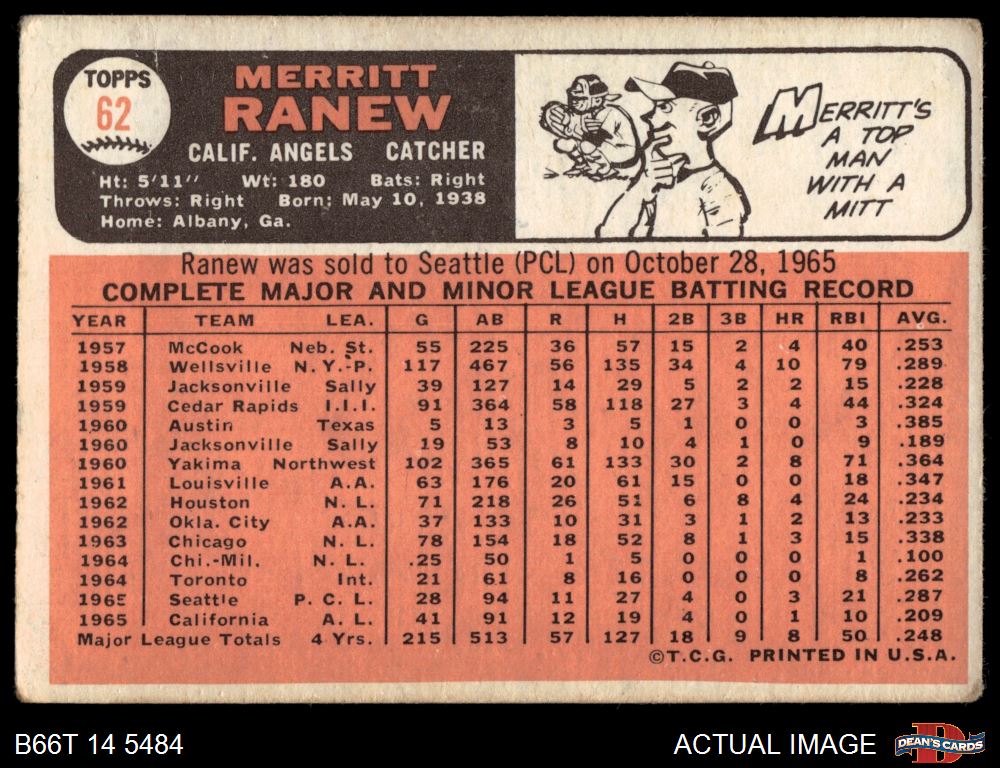 TOPPS
62
MERRITT
RANEW
CALIF. ANGELS CATCHER
Ht: 5'11" Wt: 180 Bats: Right
Throws: Right Born: May 10, 1938
Home: Albany, Ga.
MERRITT'S
A TOP
MAN
WITH A
MITT
Ranew was sold to Seattle (PCL) on October 28, 1965
COMPLETE MAJOR AND MINOR LEAGUE BATTING RECORD
YEAR TEAM LEA. G AB R H 2B 3B HR RBI AVG.
1957 McCook Neb. St. 55 225 36 57 15 2 4 40 .253
1958 Wellsville N.Y.-P. 117 467 56 135 34 4 10 79 .289
1959 Jacksonville Sally 39 127 14 29 5 2 2 15 .228
1959 Cedar Rapids I.I.I. 91 364 58 118 27 3 4 44 .324
1960 Austin Texas 5 13 3 5 1 0 0 3 .385
1960 Jacksonville Sally 19 53 8 10 4 1 0 9 .189
1960 Yakima Northwest 102 365 61 133 30 2 8 71 .364
1961 Louisville A.A. 63 176 20 61 15 0 0 18 .347
1962 Houston N. L. 71 218 26 51 6 8 4 24 .234
1962 Okla. City A.A. 37 133 10 31 3 1 2 13 .233
1963 Chicago N. L. 78 154 18 52 8 1 3 15 .338
1964 Chi.-Mil. N. L. .25 50 1 5 0 0 0 1 .100
1964 Toronto Int. 21 61 8 16 0 0 0 8 .262
1965 Seattle P. C. L. 28 94 11 27 4 0 3 21 .287
1965 California A. L. 41 91 12 19 4 0 1 10 .209
Major League Totals 4 Yrs. 215 513 57 127 18 9 8 50 .248
©T.C.G. PRINTED IN U.S.A.
B66T 14 5484
ACTUAL IMAGE
DEAN'S CARDS